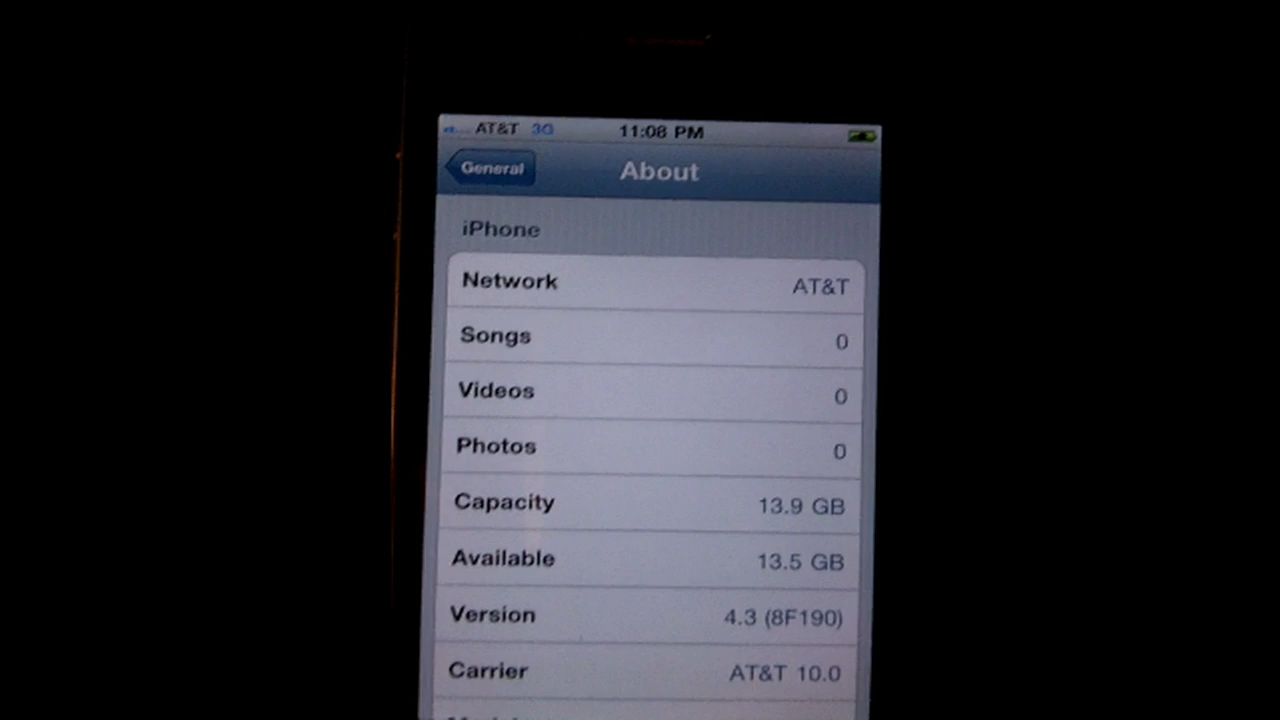 AT&T 3G 11:08 PM
General About
iPhone
Network AT&T
Songs 0
Videos 0
Photos 0
Capacity 13.9 GB
Available 13.5 GB
Version 4.3 (8F190)
Carrier AT&T 10.0